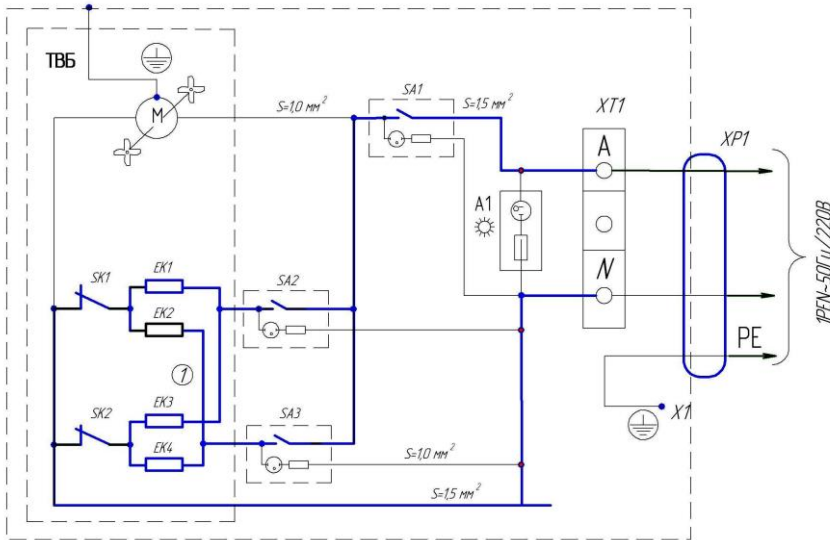 ТВБ
M
S=1,0 мм²
SA1
S=1,5 мм²
XT1
A
XP1
A1
N
1PEN~50Гц/220В
SK1
EK1
EK2
SA2
PE
X1
1
SK2
EK3
EK4
SA3
S=1,0 мм²
S=1,5 мм²